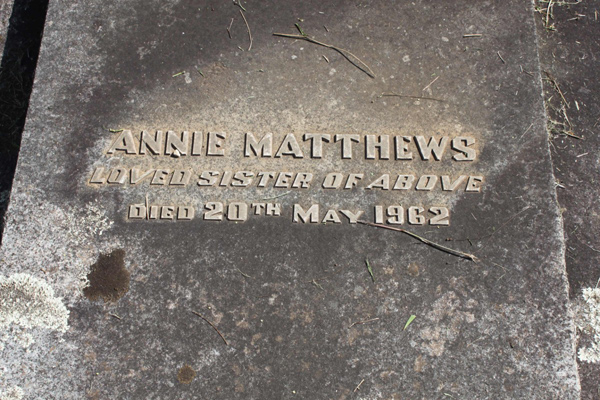 ANNIE MATTHEWS
LOVED SISTER OF ABOVE
DIED 20TH MAY 1962